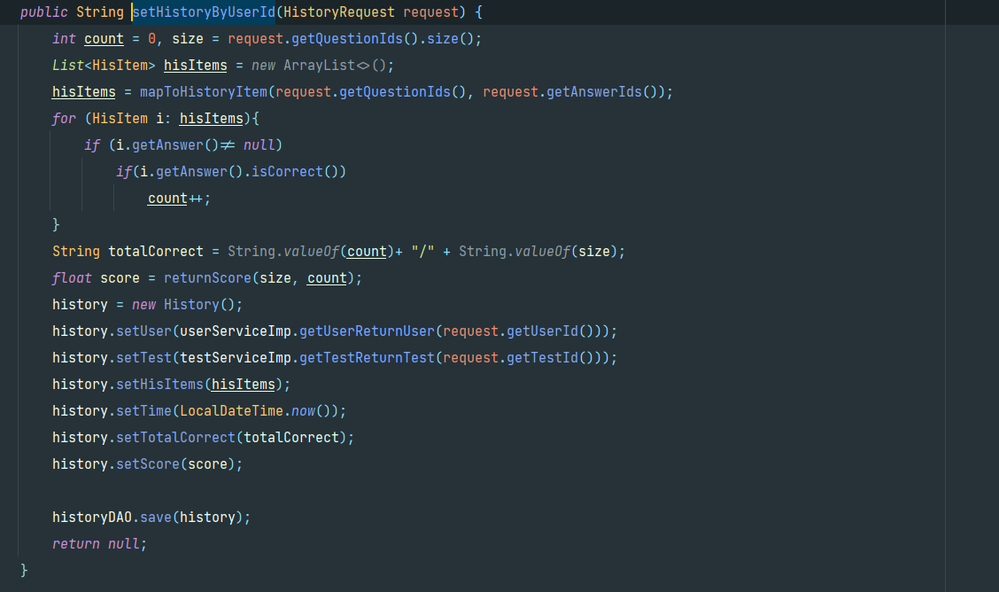 public String setHistoryByUserId(HistoryRequest request) {
int count = 0, size = request.getQuestionIds().size();
List<HisItem> hisItems = new ArrayList<>();
hisItems = mapToHistoryItem(request.getQuestionIds(), request.getAnswerIds());
for (HisItem i: hisItems){
if (i.getAnswer()≠ null)
if(i.getAnswer().isCorrect())
count++;
}
String totalCorrect = String.valueOf(count)+ "/" + String.valueOf(size);
float score = returnScore(size, count);
history = new History();
history.setUser(userServiceImp.getUserReturnUser(request.getUserId()));
history.setTest(testServiceImp.getTestReturnTest(request.getTestId()));
history.setHisItems(hisItems);
history.setTime(LocalDateTime.now());
history.setTotalCorrect(totalCorrect);
history.setScore(score);
historyDAO.save(history);
return null;
}